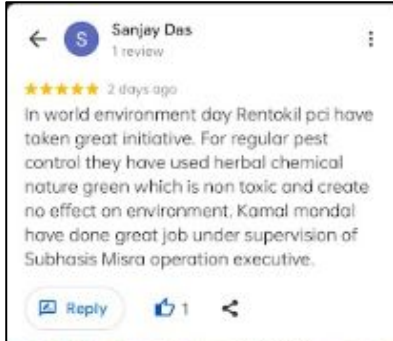 Sanjay Das
S
1 review
2 days ago
In world environment day Rentokil pci have
taken great initiative. For regular pest
control they have used herbal chemical
nature green which is non toxic and create
no effect on environment. Kamal mondal
have done great job under supervision of
Subhasis Misra operation executive.
Reply
1